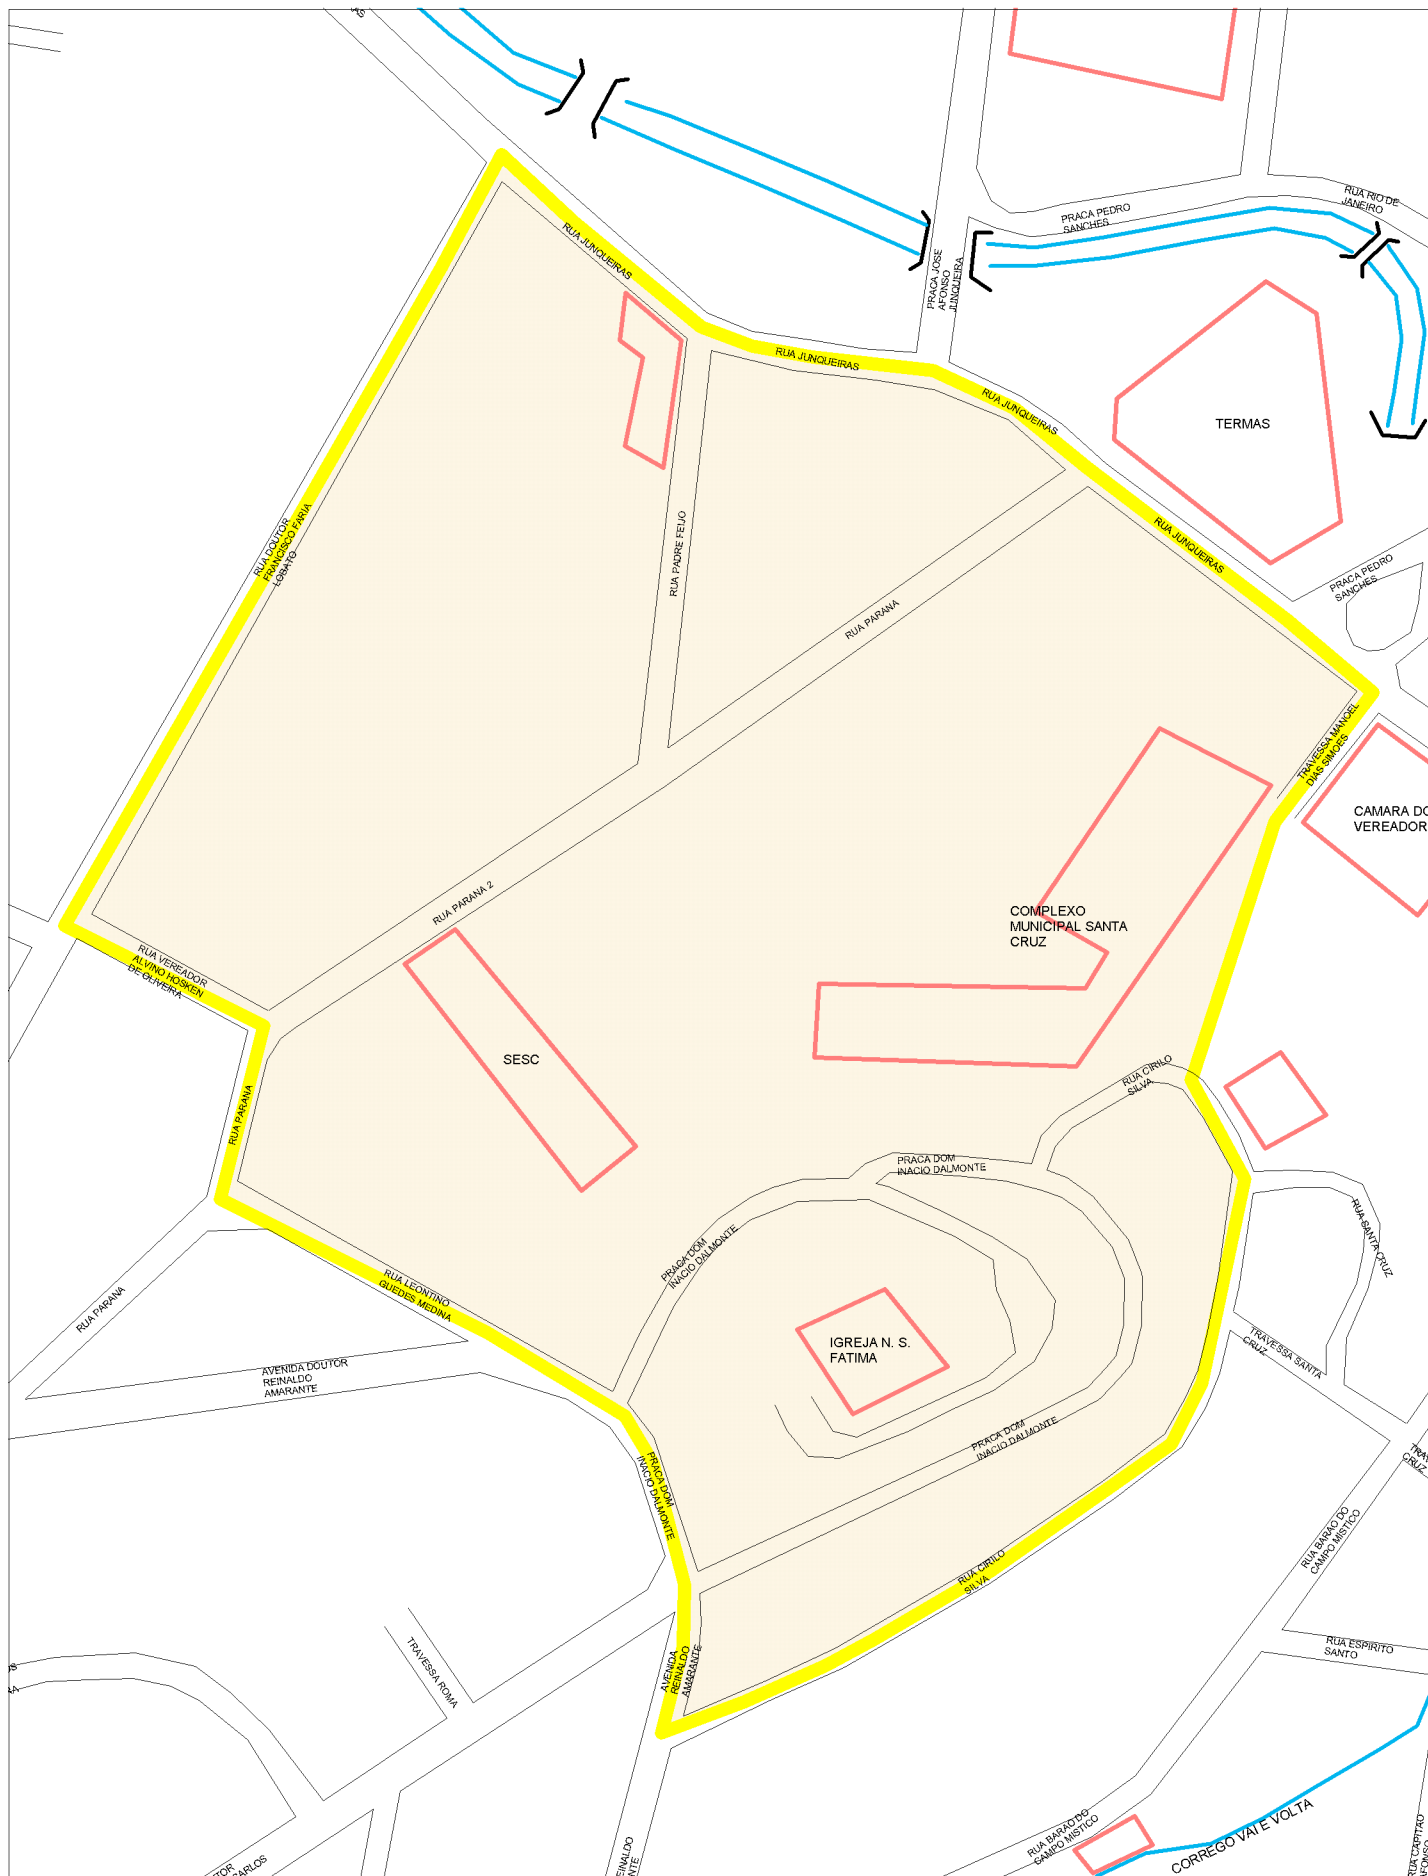 RUA RIO DE
JANEIRO
PRACA PEDRO
SANCHES
RUA JUNQUEIRAS
PRACA JOSE
AFONSO
JUNQUEIRA
RUA JUNQUEIRAS
RUA JUNQUEIRAS
TERMAS
RUA JUNQUEIRAS
RUA DOUTOR
FRANCISCO FARIA
LOBATO
RUA PADRE FEIJO
PRACA PEDRO
SANCHES
RUA PARANA
TRAVESSA MANOEL
DIAS SIMOES
CAMARA DO
VEREADOR
RUA PARANA 2
COMPLEXO
MUNICIPAL SANTA
CRUZ
RUA VEREADOR
ALVINO HOSKEN
DE OLIVEIRA
SESC
RUA CIRILO
SILVA
RUA PARANA
PRACA DOM
INACIO DALMONTE
RUA SANTA CRUZ
PRACA DOM
INACIO DALMONTE
RUA LEONTINO
GUEDES MEDINA
RUA PARANA
IGREJA N. S.
FATIMA
TRAVESSA SANTA
CRUZ
AVENIDA DOUTOR
REINALDO
AMARANTE
PRACA DOM
INACIO DALMONTE
PRACA DOM
INACIO DALMONTE
CRUZ
RUA BARAO DO
CAMPO MISTICO
RUA CIRILO
SILVA
RUA ESPIRITO
SANTO
TRAVESSA ROMA
AVENIDA
REINALDO
AMARANTE
RUA BARAO DO
CAMPO MISTICO
CORREGO VAI E VOLTA
RUA CAPITAO